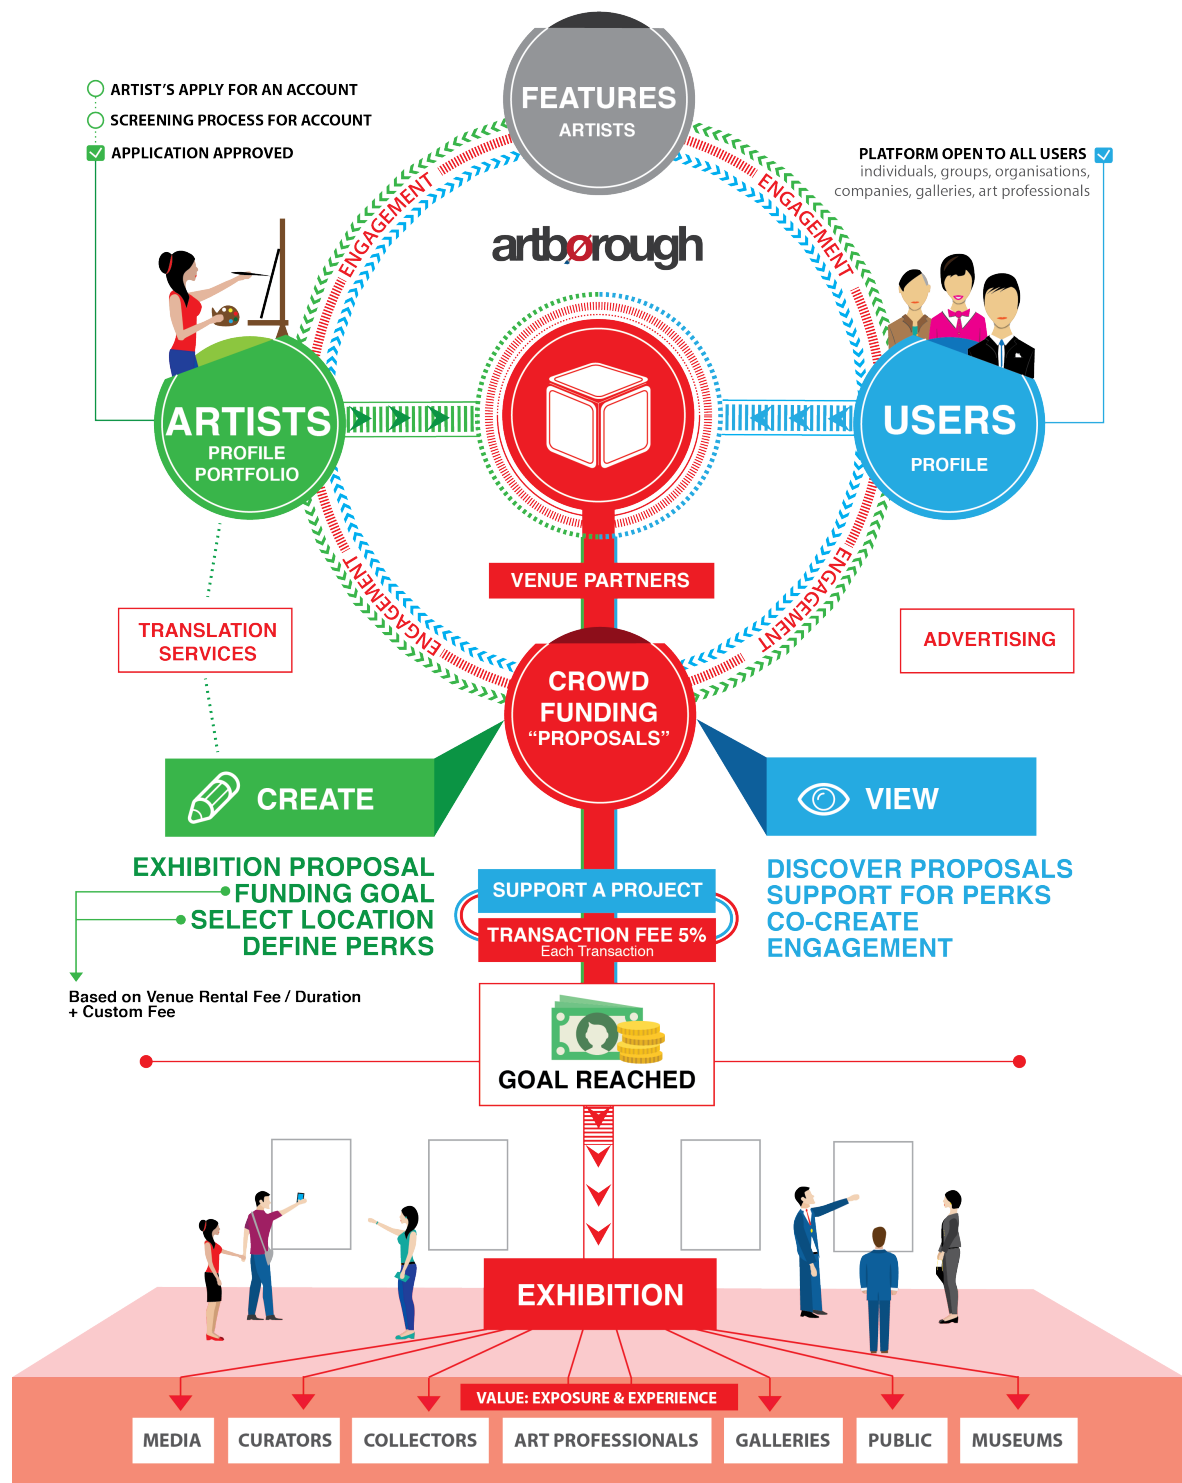 FEATURES
ARTISTS
ARTIST'S APPLY FOR AN ACCOUNT
SCREENING PROCESS FOR ACCOUNT
APPLICATION APPROVED
PLATFORM OPEN TO ALL USERS
individuals, groups, organisations,
companies, galleries, art professionals
ENGAGEMENT
ENGAGEMENT
artbørough
ARTISTS
PROFILE
PORTFOLIO
USERS
PROFILE
ENGAGEMENT
ENGAGEMENT
VENUE PARTNERS
TRANSLATION
SERVICES
ADVERTISING
CROWD
FUNDING
“PROPOSALS”
CREATE
VIEW
EXHIBITION PROPOSAL
FUNDING GOAL
SELECT LOCATION
DEFINE PERKS
SUPPORT A PROJECT
TRANSACTION FEE 5%
Each Transaction
DISCOVER PROPOSALS
SUPPORT FOR PERKS
CO-CREATE
ENGAGEMENT
Based on Venue Rental Fee / Duration
+ Custom Fee
GOAL REACHED
EXHIBITION
VALUE: EXPOSURE & EXPERIENCE
MEDIA
CURATORS
COLLECTORS
ART PROFESSIONALS
GALLERIES
PUBLIC
MUSEUMS